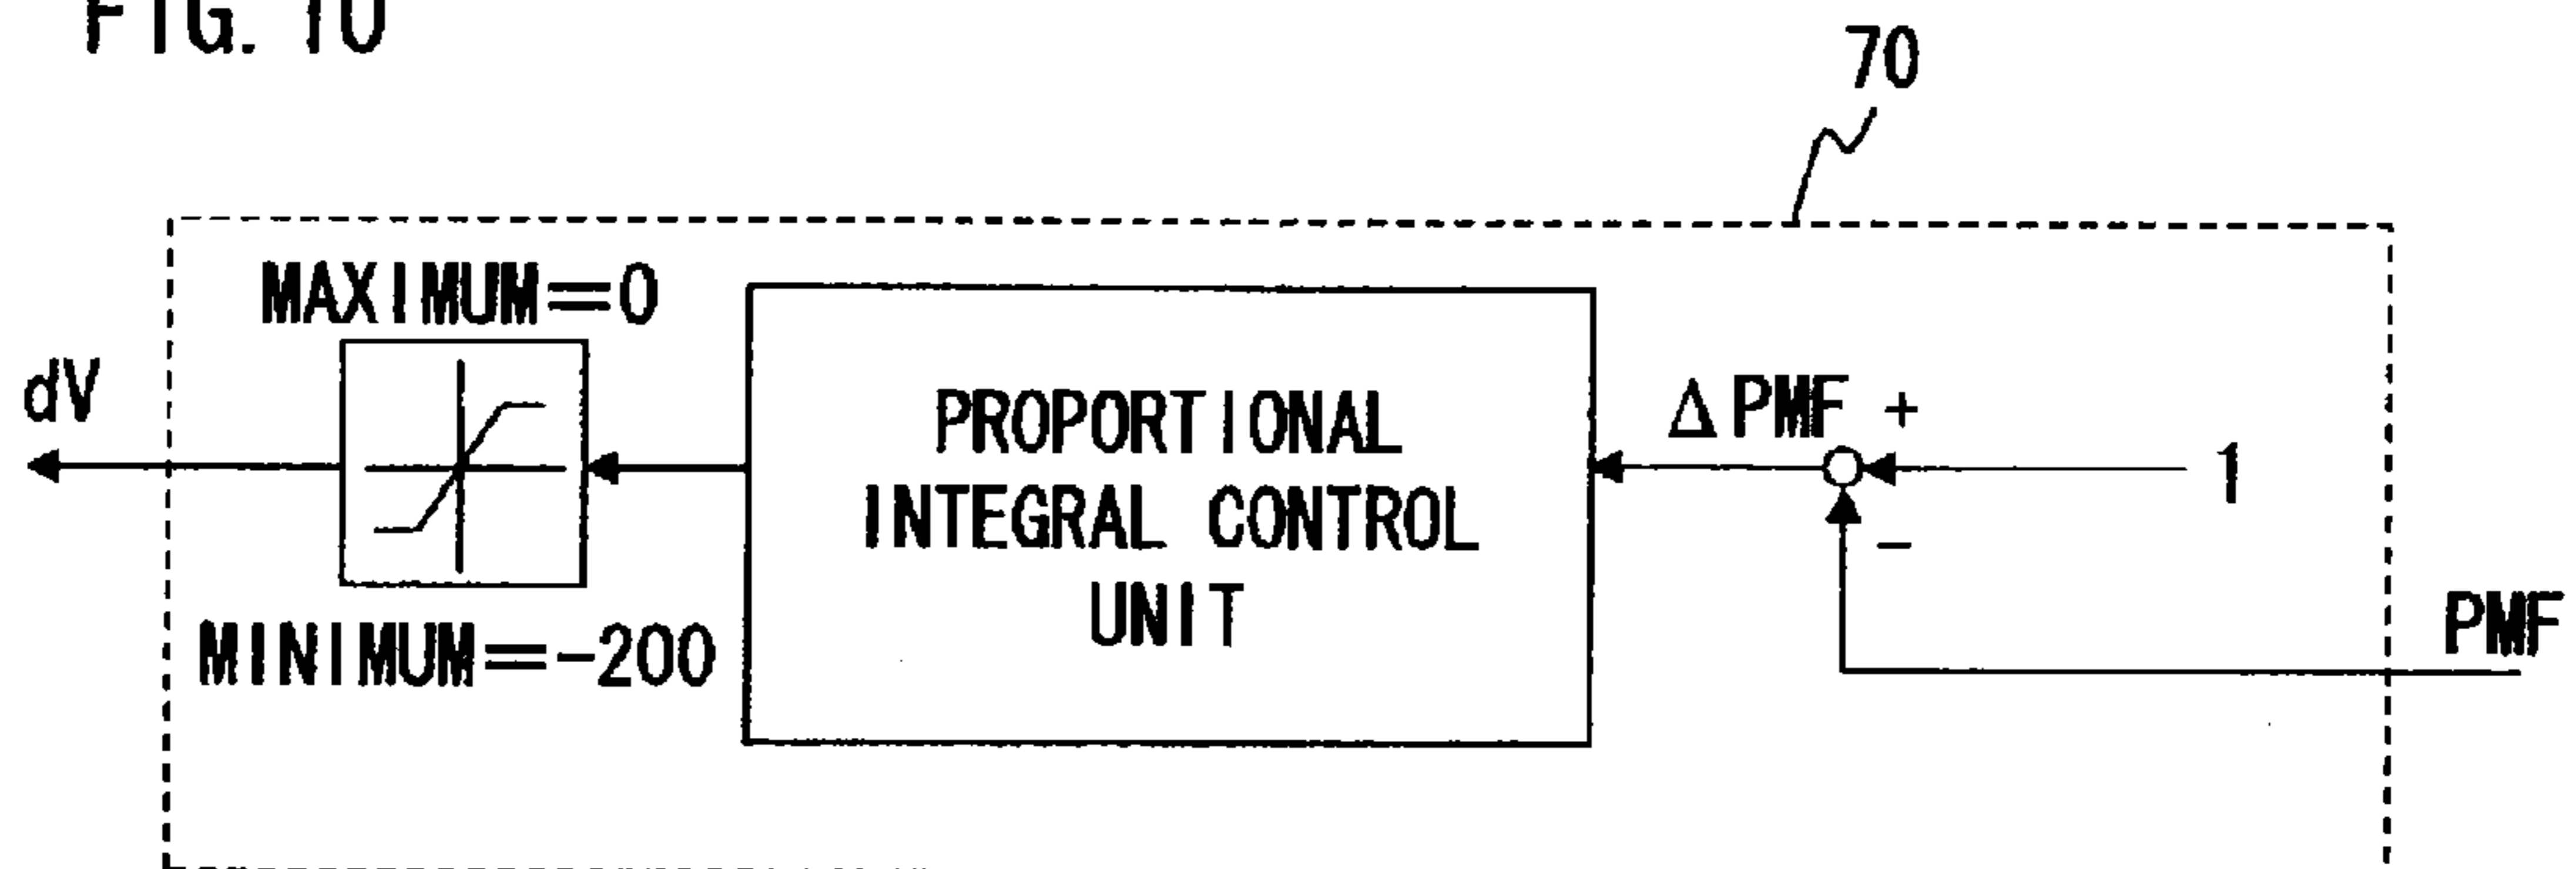 FIG. 10
70
MAXIMUM=0
dV
PROPORTIONAL
INTEGRAL CONTROL
UNIT
ΔPMF +
1
-
MINIMUM=-200
PMF